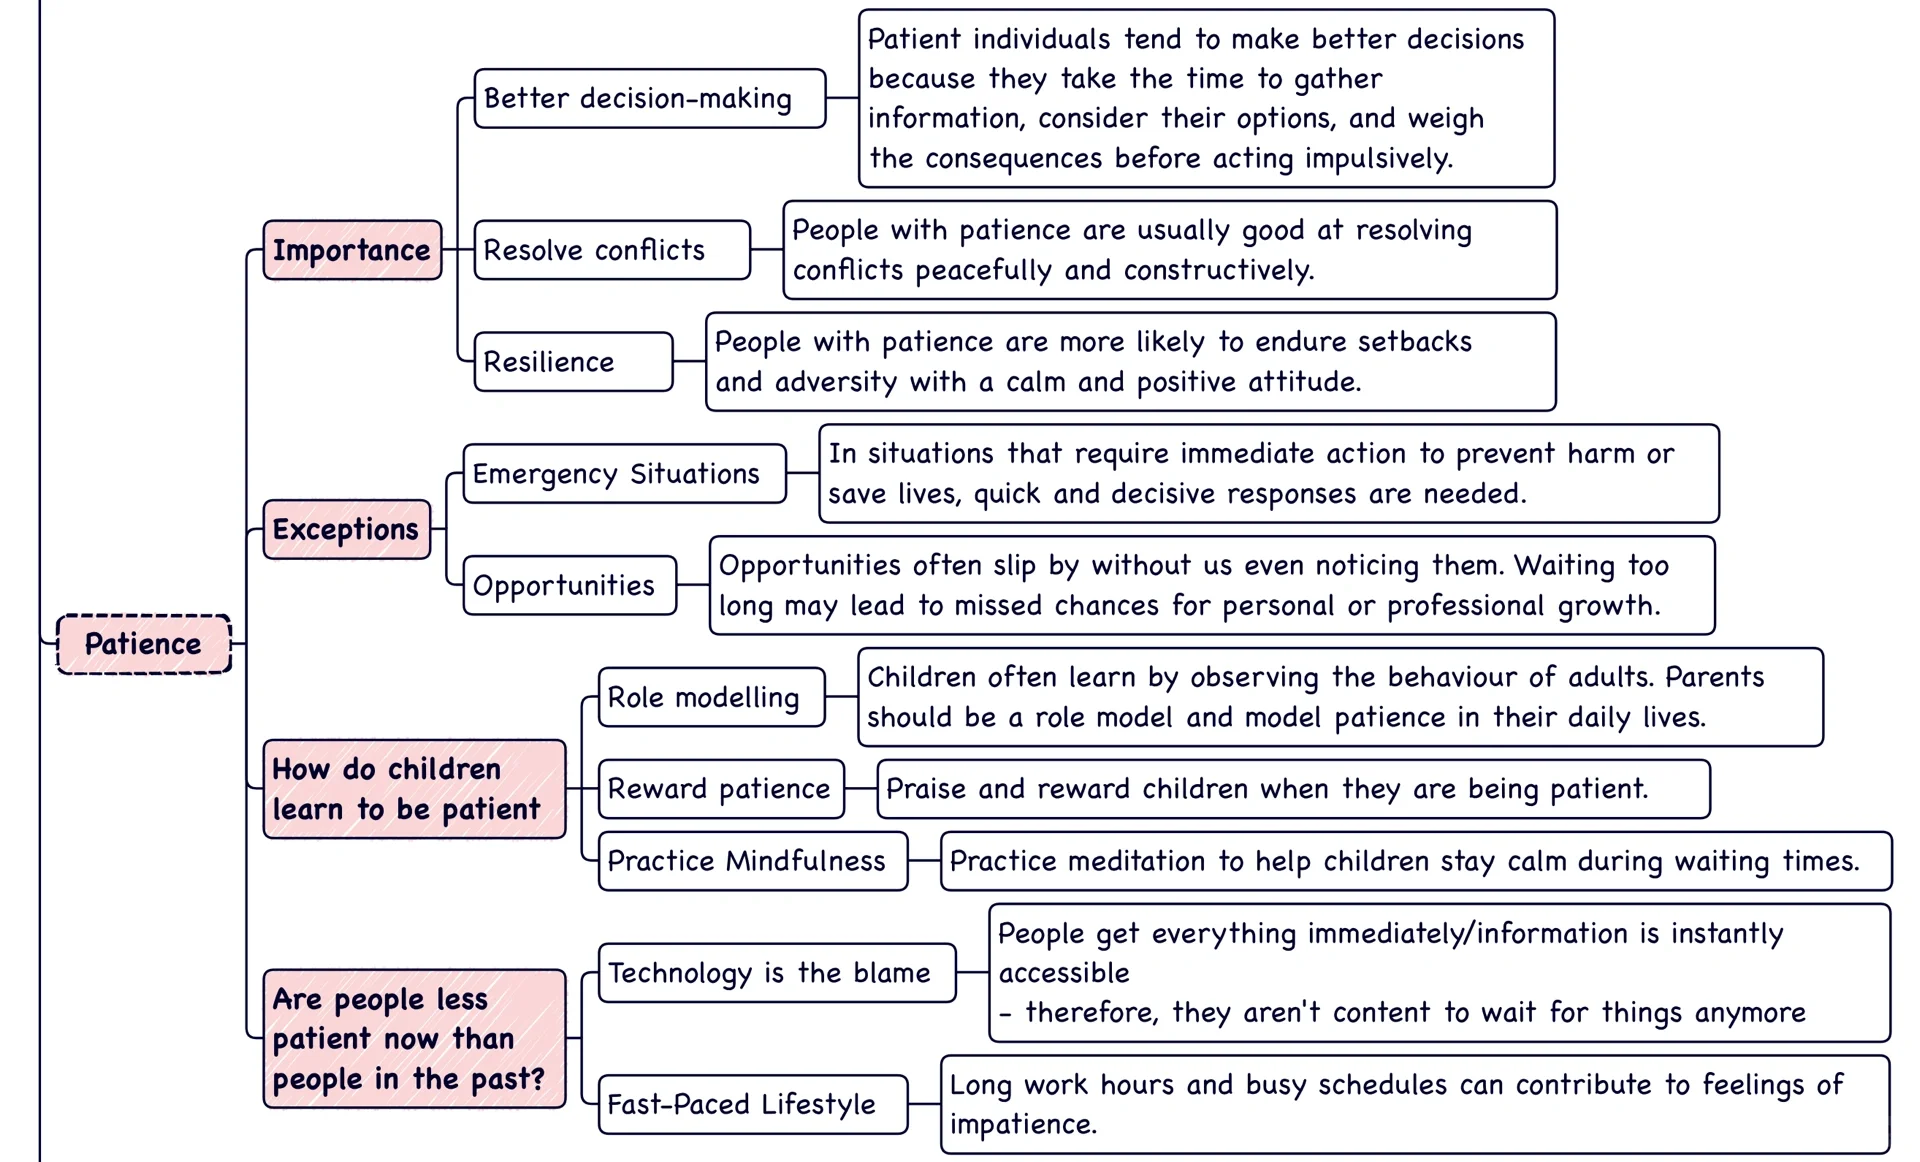 Patience
Importance
Better decision-making
Patient individuals tend to make better decisions
because they take the time to gather
information, consider their options, and weigh
the consequences before acting impulsively.
Resolve conflicts
People with patience are usually good at resolving
conflicts peacefully and constructively.
Resilience
People with patience are more likely to endure setbacks
and adversity with a calm and positive attitude.
Exceptions
Emergency Situations
In situations that require immediate action to prevent harm or
save lives, quick and decisive responses are needed.
Opportunities
Opportunities often slip by without us even noticing them. Waiting too
long may lead to missed chances for personal or professional growth.
How do children
learn to be patient
Role modelling
Children often learn by observing the behaviour of adults. Parents
should be a role model and model patience in their daily lives.
Reward patience
Praise and reward children when they are being patient.
Practice Mindfulness
Practice meditation to help children stay calm during waiting times.
Are people less
patient now than
people in the past?
Technology is the blame
People get everything immediately/information is instantly
accessible
- therefore, they aren't content to wait for things anymore
Fast-Paced Lifestyle
Long work hours and busy schedules can contribute to feelings of
impatience.